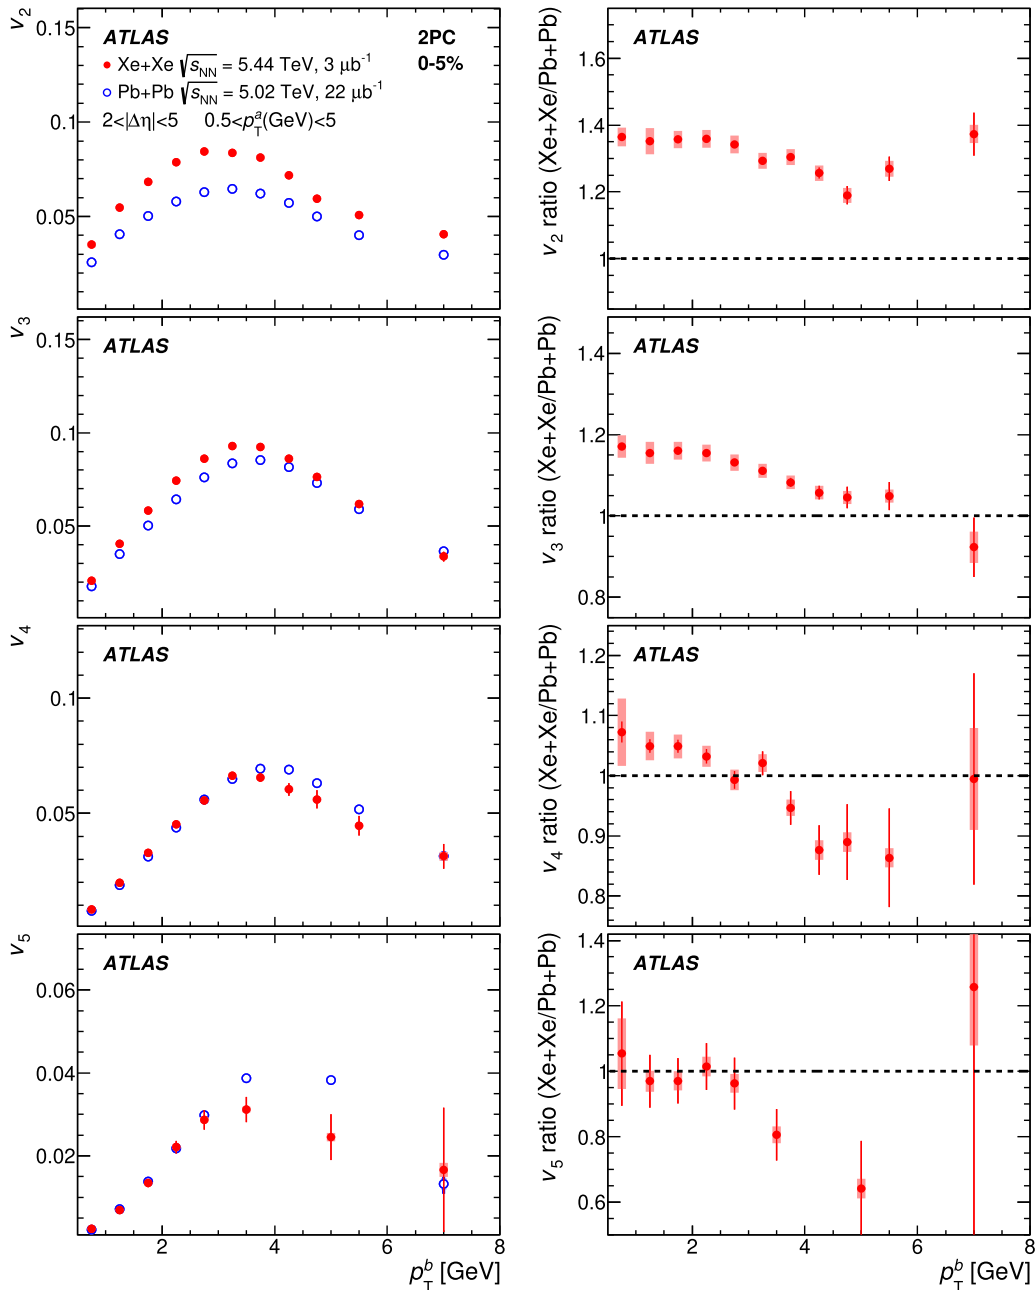 v2
0.16
ATLAS
2PC
Xe+Xe √sNN = 5.44 TeV, 3 μb-1
0-5%
Pb+Pb √sNN = 5.02 TeV, 22 μb-1
2<|Δη|<5 0.5<pTa(GeV)<5
0.1
0.05
v2 ratio (Xe+Xe/Pb+Pb)
ATLAS
1.6
1.4
1.2
1
v3
0.15
ATLAS
0.1
0.05
v3 ratio (Xe+Xe/Pb+Pb)
ATLAS
1.4
1.2
1
0.8
v4
ATLAS
0.1
0.05
v4 ratio (Xe+Xe/Pb+Pb)
ATLAS
1.2
1.1
1
0.9
0.8
v5
ATLAS
0.06
0.04
0.02
2 4 6 8
pTb [GeV]
v5 ratio (Xe+Xe/Pb+Pb)
1.4
ATLAS
1.2
1
0.8
0.6
0 2 4 6 8
pTb [GeV]